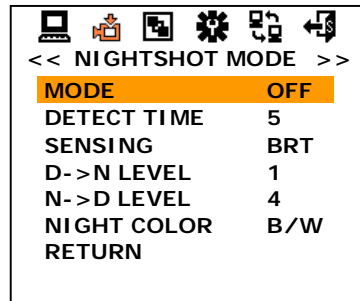 << NIGHTSHOT MODE >>
MODE OFF
DETECT TIME 5
SENSING BRT
D->N LEVEL 1
N->D LEVEL 4
NIGHT COLOR B/W
RETURN